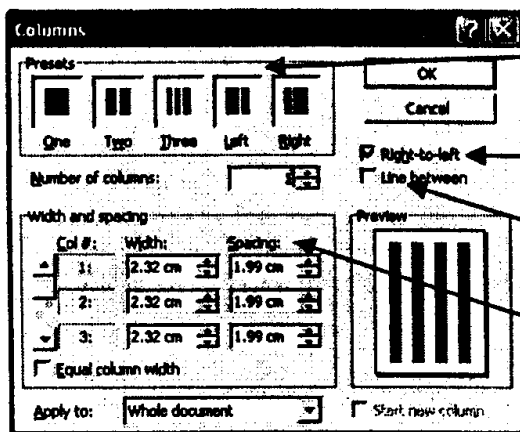 Columns
Presets
OK
Cancel
One Two Three Left Right
Right-to-left
Number of columns:
Line between
Width and spacing
Preview
Col #: Width: Spacing:
1: 2.32 cm 1.99 cm
2: 2.32 cm 1.99 cm
3: 2.32 cm 1.99 cm
Equal column width
Apply to: Whole document
Start new column